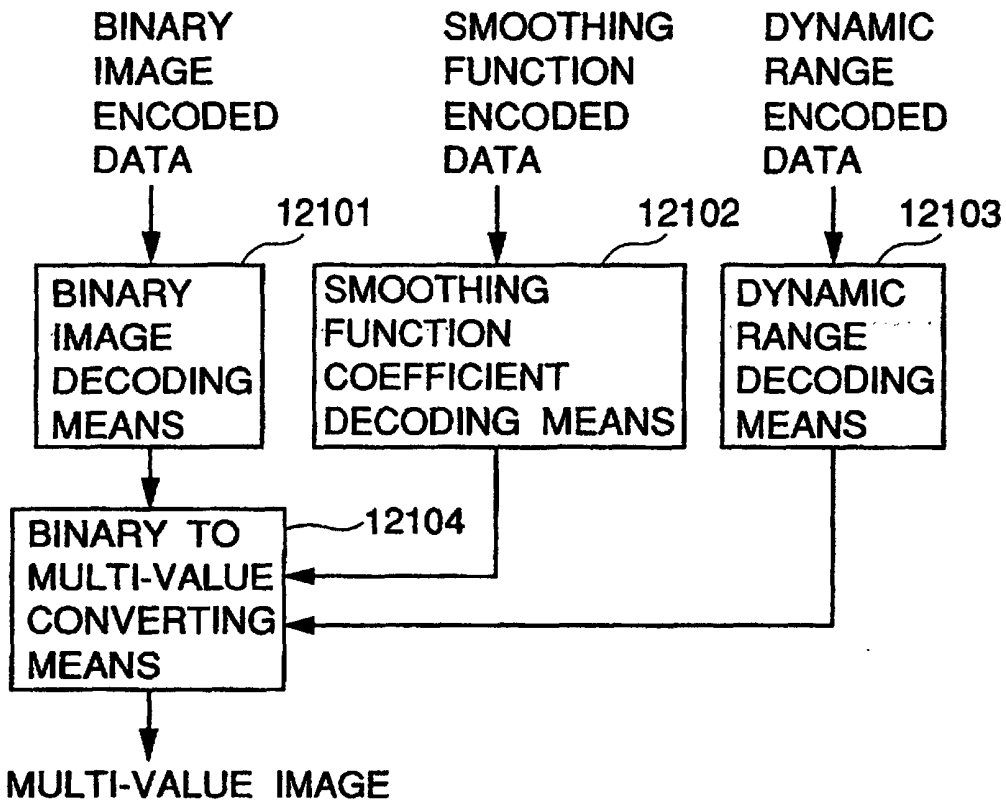 BINARY
IMAGE
ENCODED
DATA
SMOOTHING
FUNCTION
ENCODED
DATA
DYNAMIC
RANGE
ENCODED
DATA
12101
12102
12103
BINARY
IMAGE
DECODING
MEANS
SMOOTHING
FUNCTION
COEFFICIENT
DECODING MEANS
DYNAMIC
RANGE
DECODING
MEANS
12104
BINARY TO
MULTI-VALUE
CONVERTING
MEANS
MULTI-VALUE IMAGE